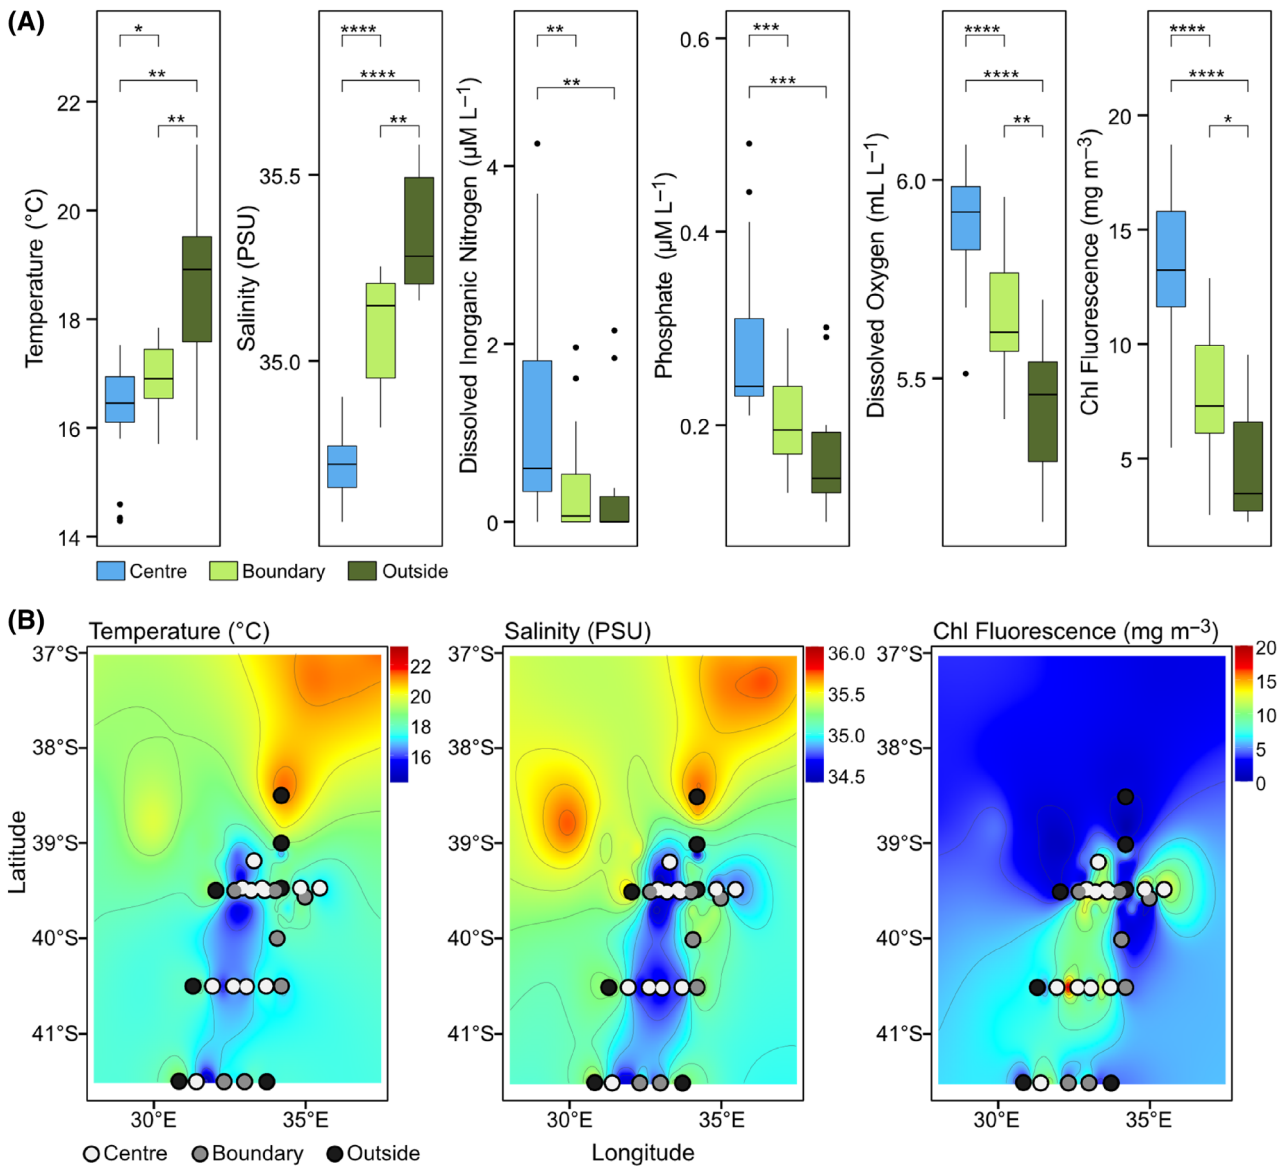 (A)
Temperature (°C)
22
20
18
16
14
*
**
**
Salinity (PSU)
35.5
35.0
****
****
**
Dissolved Inorganic Nitrogen (µM L–1)
4
2
0
**
**
Phosphate (µM L–1)
0.6
0.4
0.2
***
***
Dissolved Oxygen (mL L–1)
6.0
5.5
****
****
**
Chl Fluorescence (mg m–3)
20
15
10
5
****
****
*
Centre Boundary Outside
(B)
Temperature (°C)
Salinity (PSU)
Chl Fluorescence (mg m–3)
Latitude
37°S
38°S
39°S
40°S
41°S
22
20
18
16
30°E 35°E
37°S
38°S
39°S
40°S
41°S
36.0
35.5
35.0
34.5
30°E 35°E
37°S
38°S
39°S
40°S
41°S
20
15
10
5
0
30°E 35°E
Centre Boundary Outside
Longitude